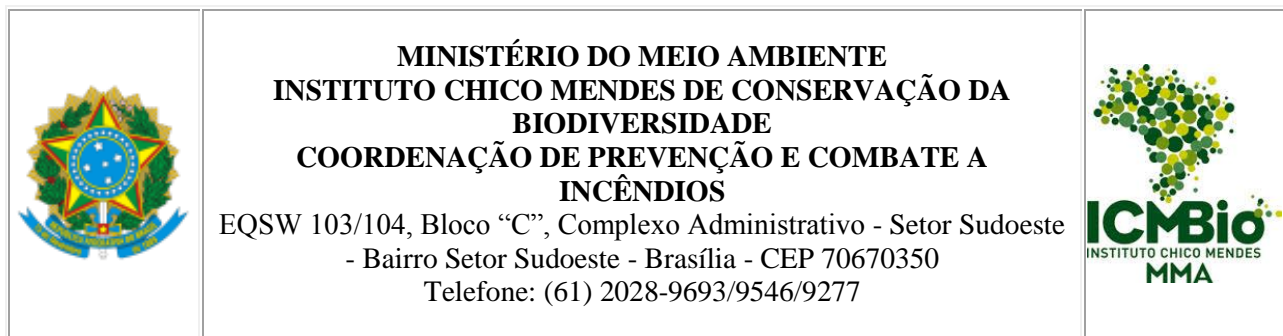 MINISTÉRIO DO MEIO AMBIENTE
INSTITUTO CHICO MENDES DE CONSERVAÇÃO DA
BIODIVERSIDADE
COORDENAÇÃO DE PREVENÇÃO E COMBATE A
INCÊNDIOS
EQSW 103/104, Bloco “C”, Complexo Administrativo - Setor Sudoeste
- Bairro Setor Sudoeste - Brasília - CEP 70670350
Telefone: (61) 2028-9693/9546/9277
ICMBio
INSTITUTO CHICO MENDES
MMA